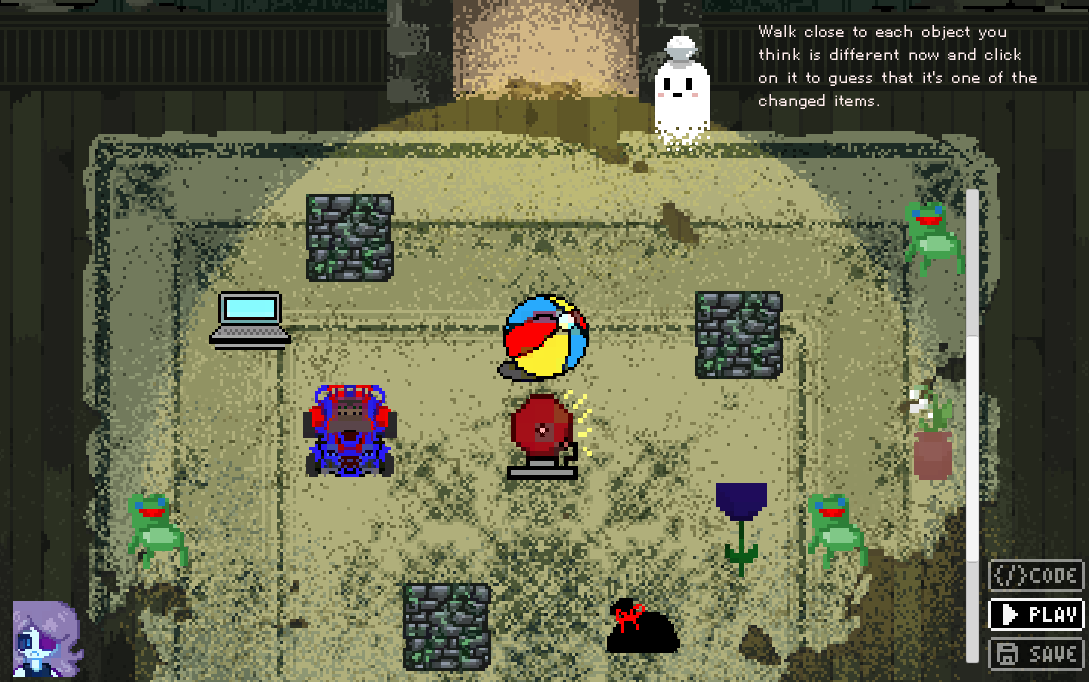 Walk close to each object you
think is different now and click
on it to guess that it's one of the
changed items.
</>CODE
PLAY
SAVE